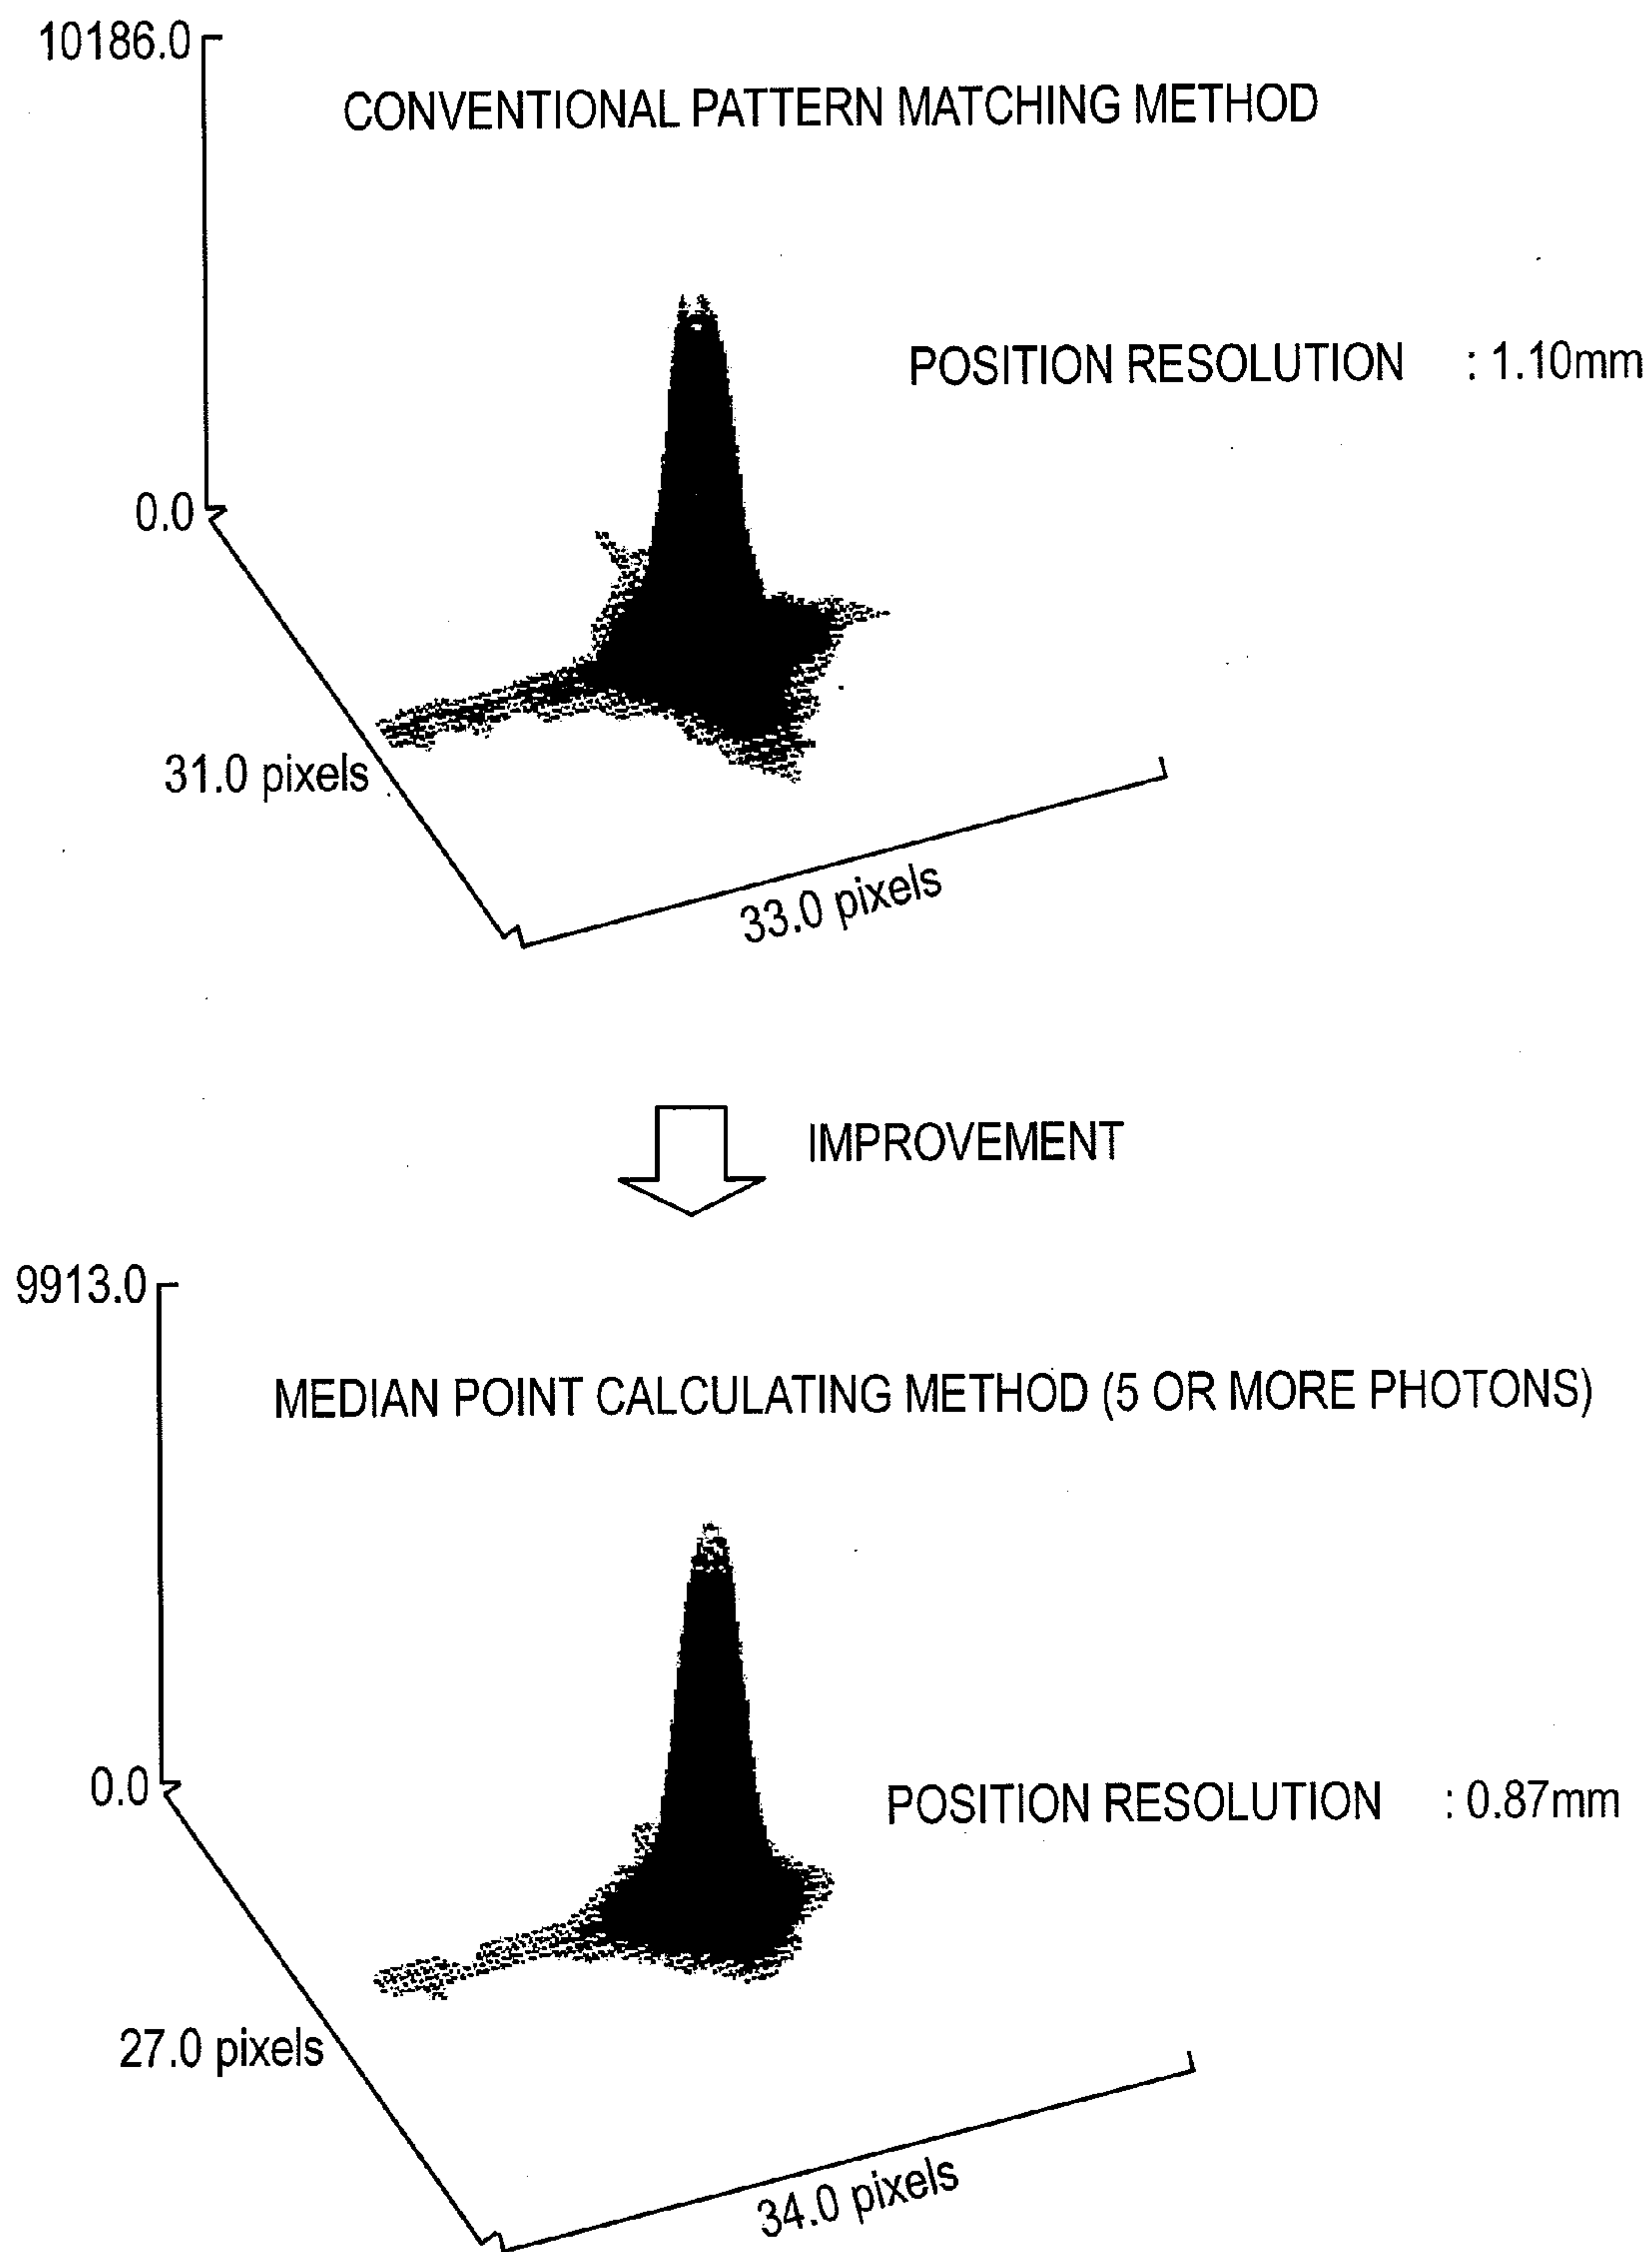 10186.0
CONVENTIONAL PATTERN MATCHING METHOD
POSITION RESOLUTION : 1.10mm
0.0
31.0 pixels
33.0 pixels
IMPROVEMENT
9913.0
MEDIAN POINT CALCULATING METHOD (5 OR MORE PHOTONS)
0.0
POSITION RESOLUTION : 0.87mm
27.0 pixels
34.0 pixels